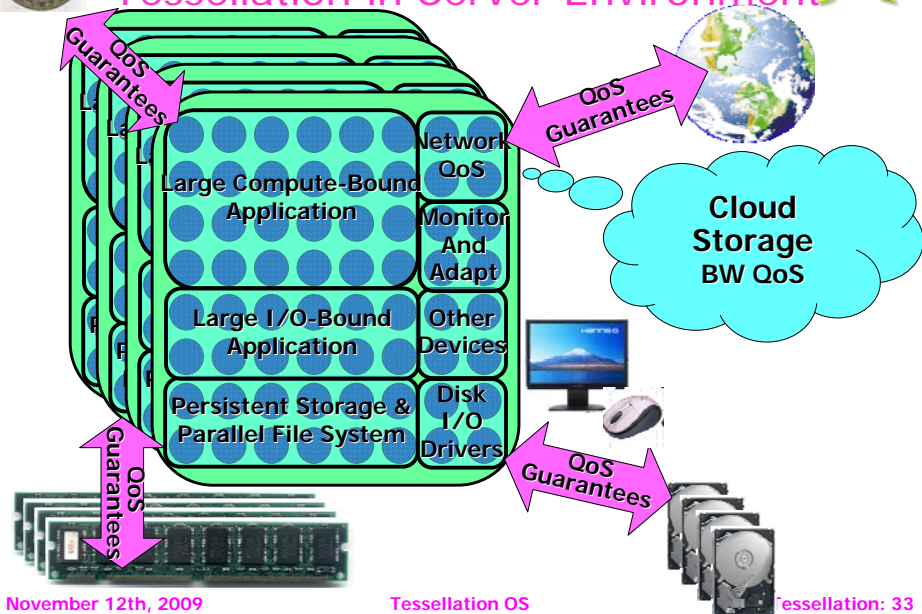 Tessellation in Server Environment
QoS
Guarantees
QoS
Guarantees
Large Compute-Bound
Application
Network
QoS
Monitor
And
Adapt
Cloud
Storage
BW QoS
Large I/O-Bound
Application
Other
Devices
HANNS·G
Persistent Storage &
Parallel File System
Disk
I/O
Drivers
QoS
Guarantees
QoS
Guarantees
November 12th, 2009
Tessellation OS
Tessellation: 33